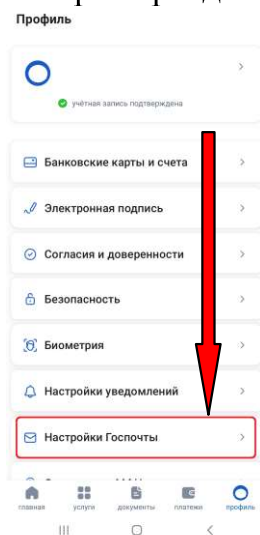 Профиль
учётная запись подтверждена
Банковские карты и счета
Электронная подпись
Согласия и доверенности
Безопасность
Биометрия
Настройки уведомлений
Настройки Госпочты
главная услуги документы платежи профиль